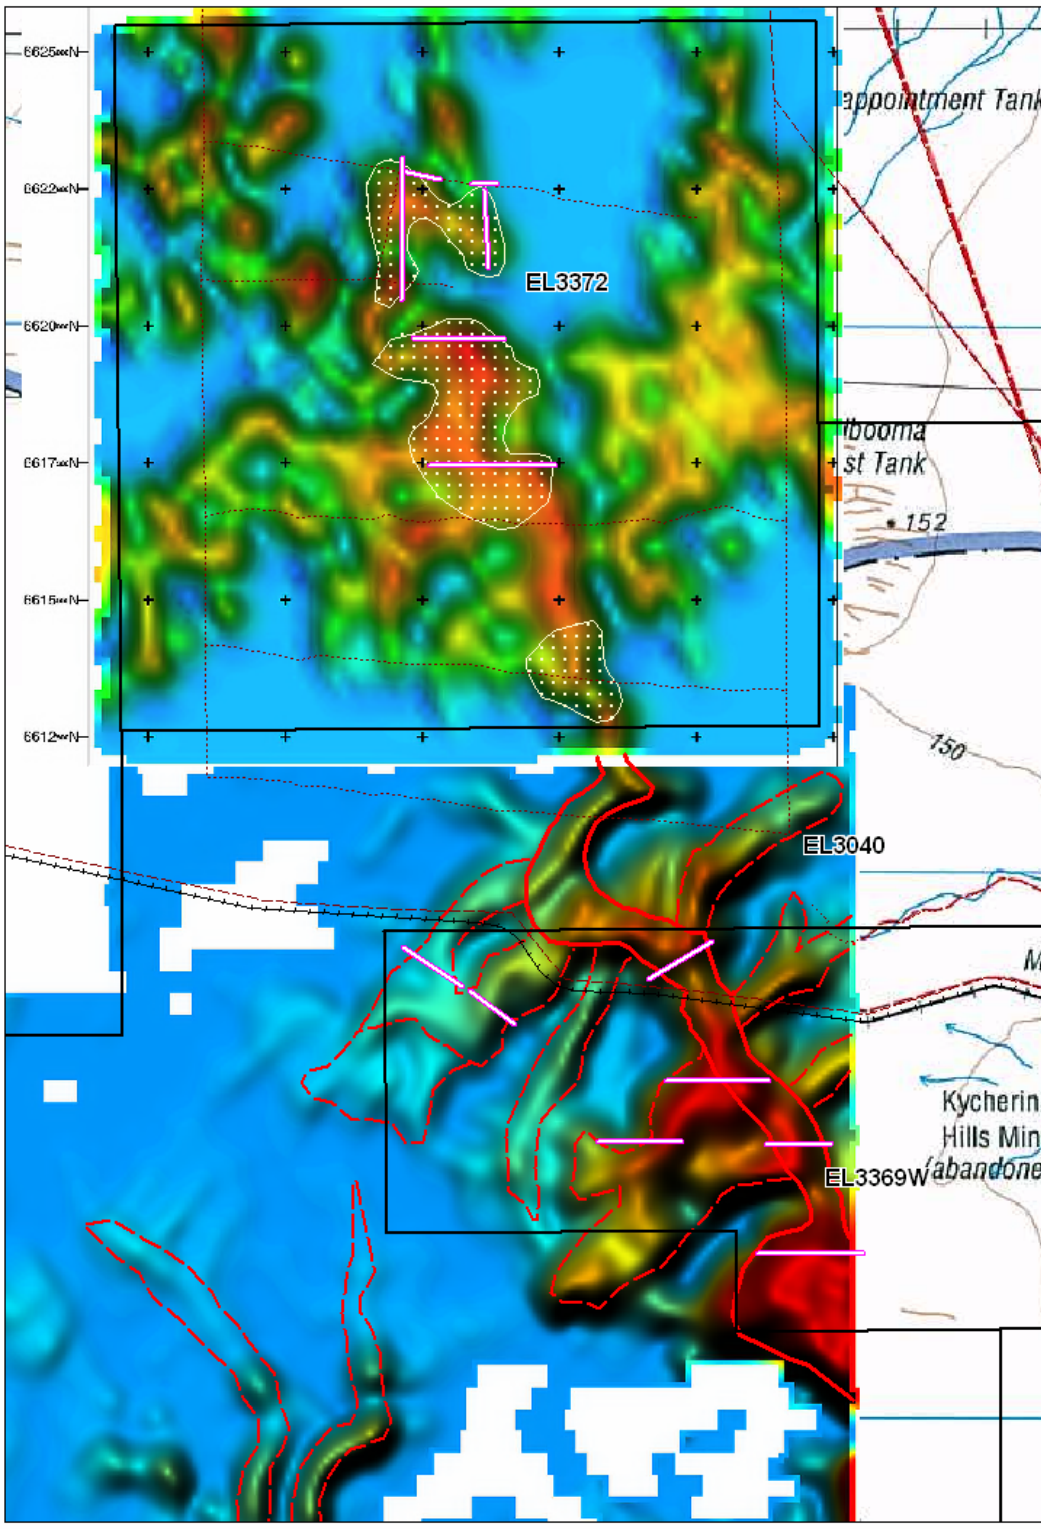 6625000N
appointment Tank
6622000N
EL3372
6620000N
lbooma
st Tank
6617000N
152
6615000N
6612000N
150
EL3040
M
Kycherin
Hills Min
EL3369W
(abandone